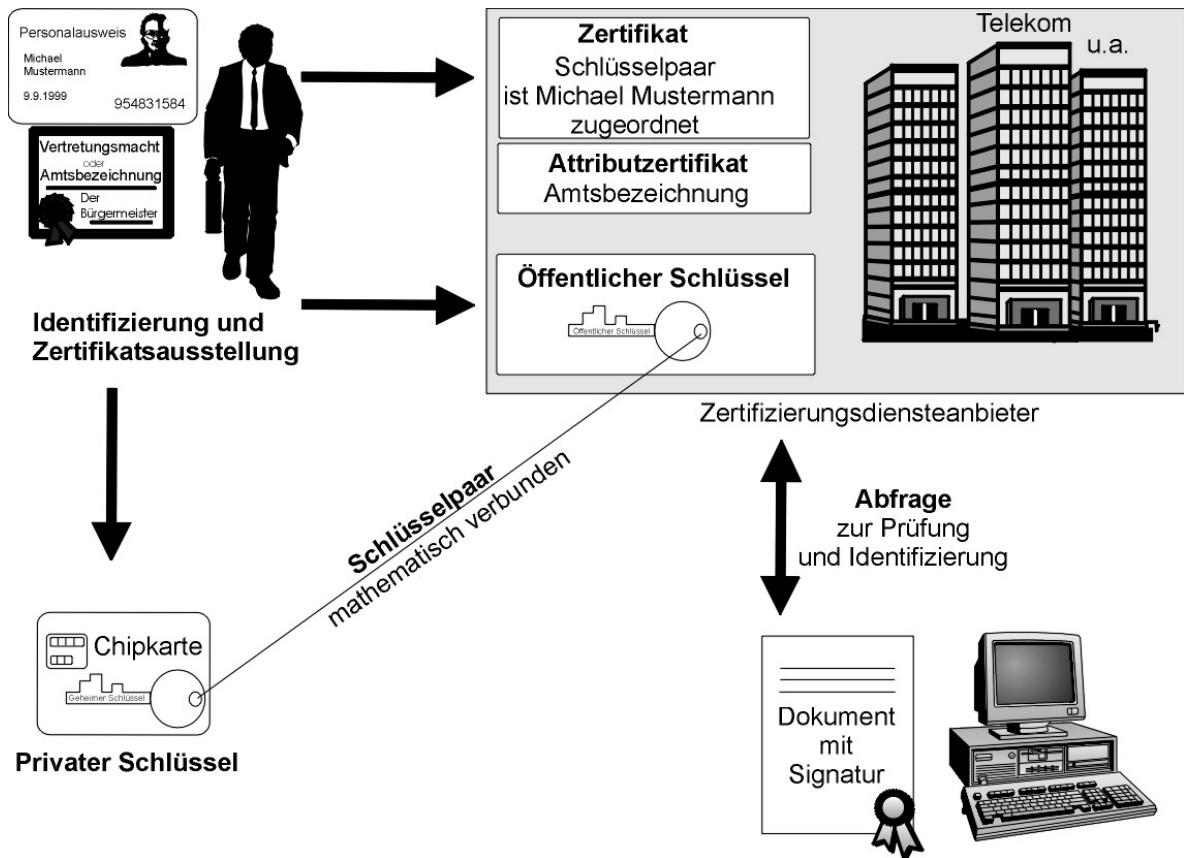 Personalausweis
Michael
Mustermann
9.9.1999
954831584
Vertretungsmacht
oder
Amtsbezeichnung
Der
Bürgermeister
Identifizierung und
Zertifikatsausstellung
Zertifikat
Schlüsselpaar
ist Michael Mustermann
zugeordnet
Attributzertifikat
Amtsbezeichnung
Öffentlicher Schlüssel
Öffentlicher Schlüssel
Telekom
u.a.
Zertifizierungsdiensteanbieter
Schlüsselpaar
mathematisch verbunden
Abfrage
zur Prüfung
und Identifizierung
Chipkarte
Geheimer Schlüssel
Privater Schlüssel
Dokument
mit
Signatur